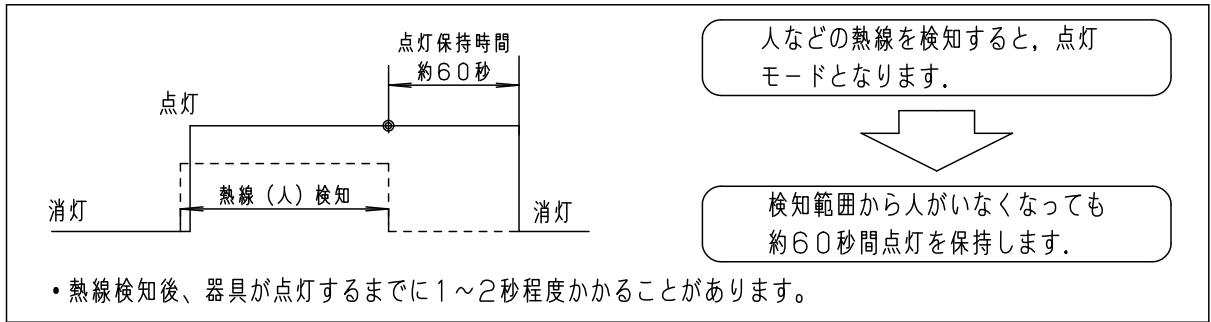 点灯保持時間
約60秒
点灯
熱線(人)検知
消灯
消灯
人などの熱線を検知すると,点灯
モードとなります.
検知範囲から人がいなくなっても
約60秒間点灯を保持します.
・熱線検知後、器具が点灯するまでに1~2秒程度かかることがあります。